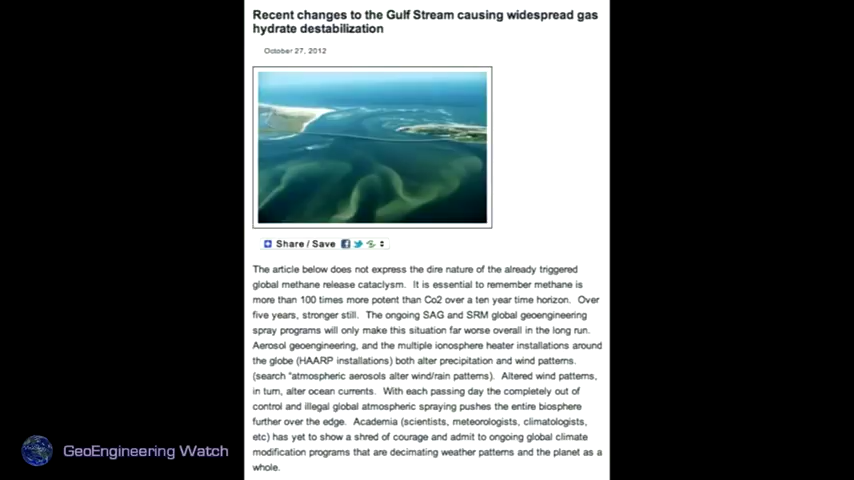 Recent changes to the Gulf Stream causing widespread gas
hydrate destabilization
October 27, 2012
Share / Save
The article below does not express the dire nature of the already triggered
global methane release cataclysm. It is essential to remember methane is
more than 100 times more potent than Co2 over a ten year time horizon. Over
five years, stronger still. The ongoing SAG and SRM global geoengineering
spray programs will only make this situation far worse overall in the long run.
Aerosol geoengineering, and the multiple ionosphere heater installations around
the globe (HAARP installations) both alter precipitation and wind patterns.
(search "atmospheric aerosols alter wind/rain patterns). Altered wind patterns,
in turn, alter ocean currents. With each passing day the completely out of
control and illegal global atmospheric spraying pushes the entire biosphere
further over the edge. Academia (scientists, meteorologists, climatologists,
etc) has yet to show a shred of courage and admit to ongoing global climate
modification programs that are decimating weather patterns and the planet as a
whole.
GeoEngineering Watch